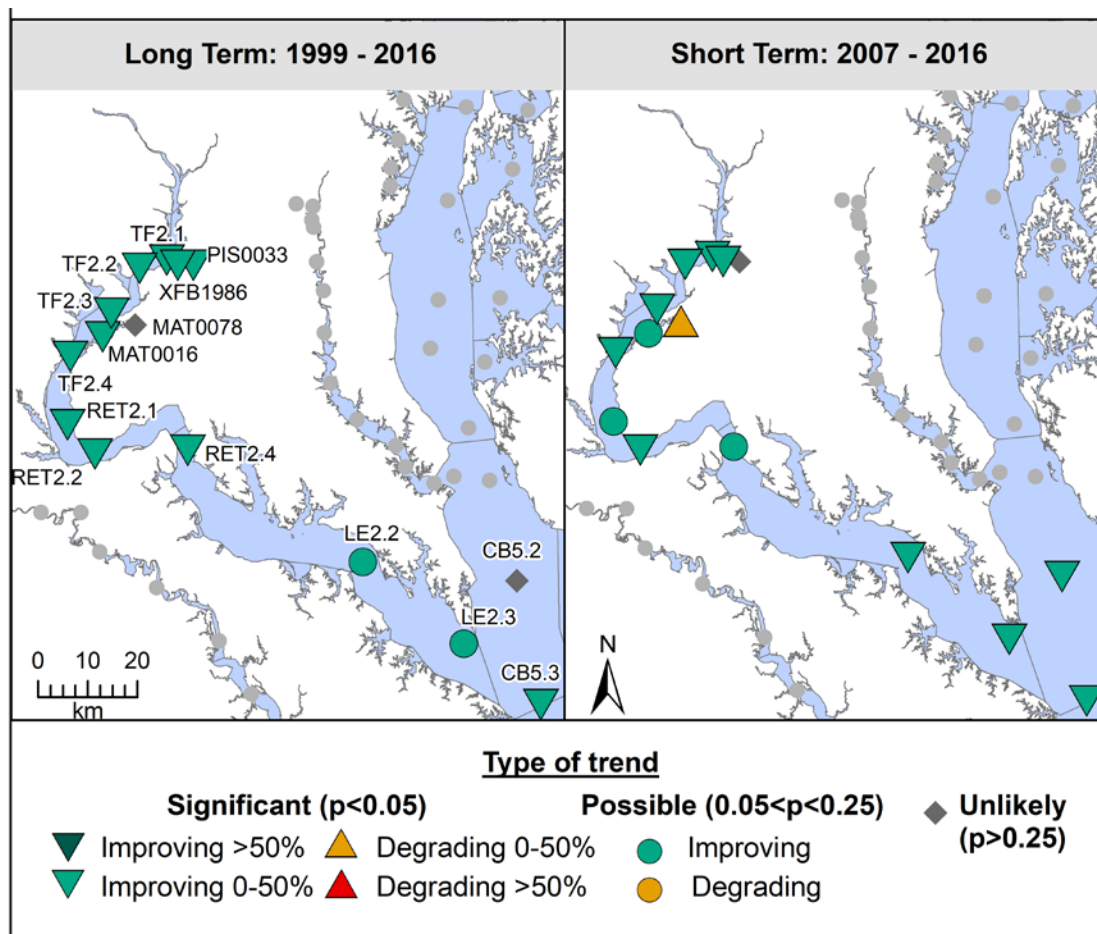 Long Term: 1999 - 2016
Short Term: 2007 - 2016
TF2.1
TF2.2
PIS0033
XFB1986
TF2.3
MAT0078
MAT0016
TF2.4
RET2.1
RET2.4
RET2.2
LE2.2
CB5.2
LE2.3
CB5.3
0 10 20
km
N
Type of trend
Significant (p<0.05)
Possible (0.05<p<0.25)
Unlikely
(p>0.25)
Improving >50%
Degrading 0-50%
Improving
Improving 0-50%
Degrading >50%
Degrading